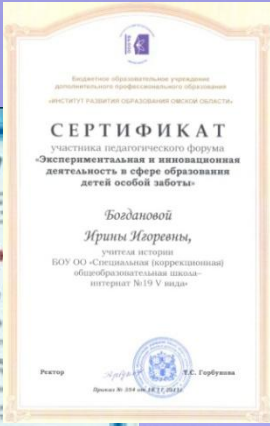 Бюджетное образовательное учреждение
дополнительного профессионального образования
«ИНСТИТУТ РАЗВИТИЯ ОБРАЗОВАНИЯ ОМСКОЙ ОБЛАСТИ»
СЕРТИФИКАТ
участника педагогического форума
«Экспериментальная и инновационная
деятельность в сфере образования
детей особой заботы»
Богдановой
Ирины Игоревны,
учителя истории
БОУ ОО «Специальная (коррекционная)
общеобразовательная школа–
интернат №19 V вида»
Ректор
Т.С. Горбунова
Приказ №